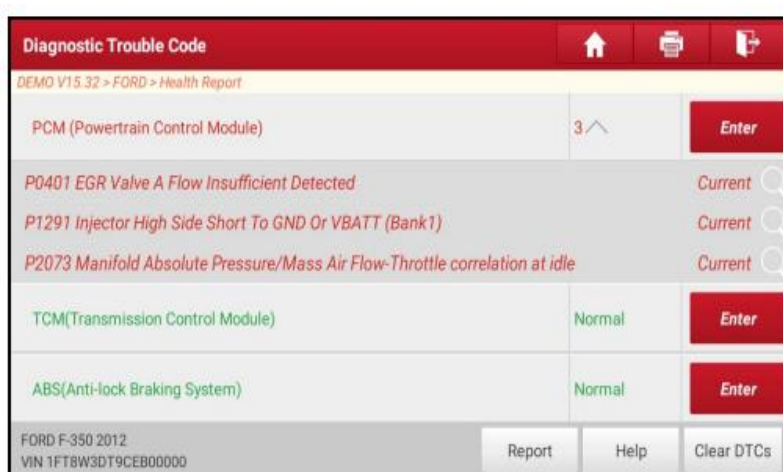 Diagnostic Trouble Code
DEMO V15.32 > FORD > Health Report
PCM (Powertrain Control Module) 3 Enter
P0401 EGR Valve A Flow Insufficient Detected Current
P1291 Injector High Side Short To GND Or VBATT (Bank1) Current
P2073 Manifold Absolute Pressure/Mass Air Flow-Throttle correlation at idle Current
TCM(Transmission Control Module) Normal Enter
ABS(Anti-lock Braking System) Normal Enter
FORD F-350 2012
VIN 1FT8W3DT9CEB00000
Report Help Clear DTCs